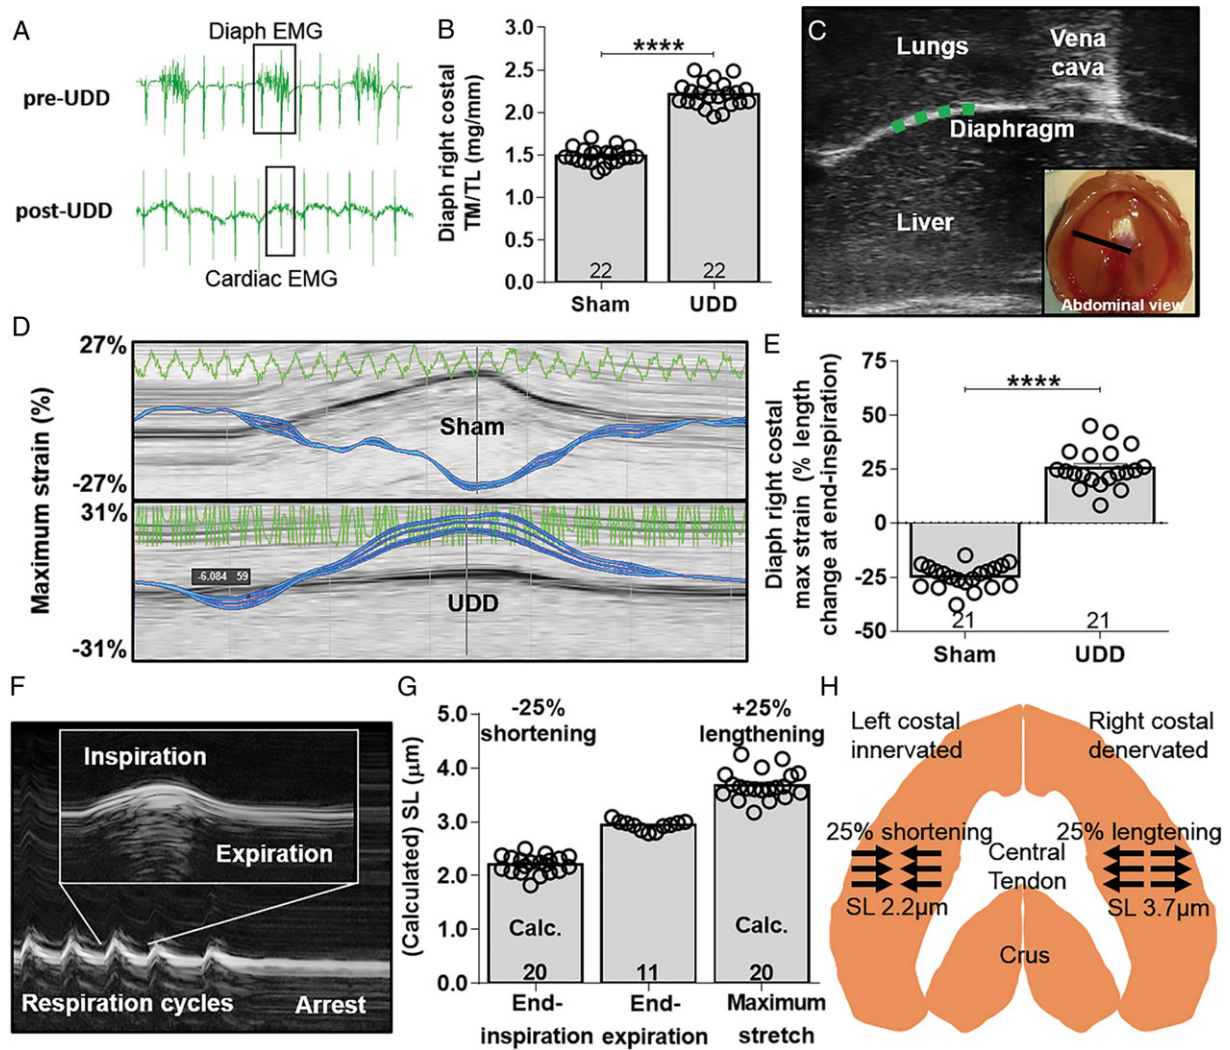 A
Diaph EMG
pre-UDD
post-UDD
Cardiac EMG
B
Diaph right costal
TM/TL (mg/mm)
3.0
2.5
2.0
1.5
1.0
0.5
0.0
****
22
22
Sham
UDD
C
Lungs
Vena
cava
Diaphragm
Liver
Abdominal view
D
Maximum strain (%)
27%
-27%
31%
-31%
Sham
-6.084 59
UDD
E
Diaph right costal
max strain (% length
change at end-inspiration)
75
50
25
0
-25
-50
****
21
21
Sham
UDD
F
Inspiration
Expiration
Respiration cycles
Arrest
G
(Calculated) SL (µm)
5.0
4.0
3.0
2.0
1.0
0.0
-25%
shortening
+25%
lengthening
Calc.
Calc.
20
11
20
End-
inspiration
End-
expiration
Maximum
stretch
H
Left costal
innervated
Right costal
denervated
25% shortening
25% lengtening
Central
Tendon
SL 2.2µm
SL 3.7µm
Crus